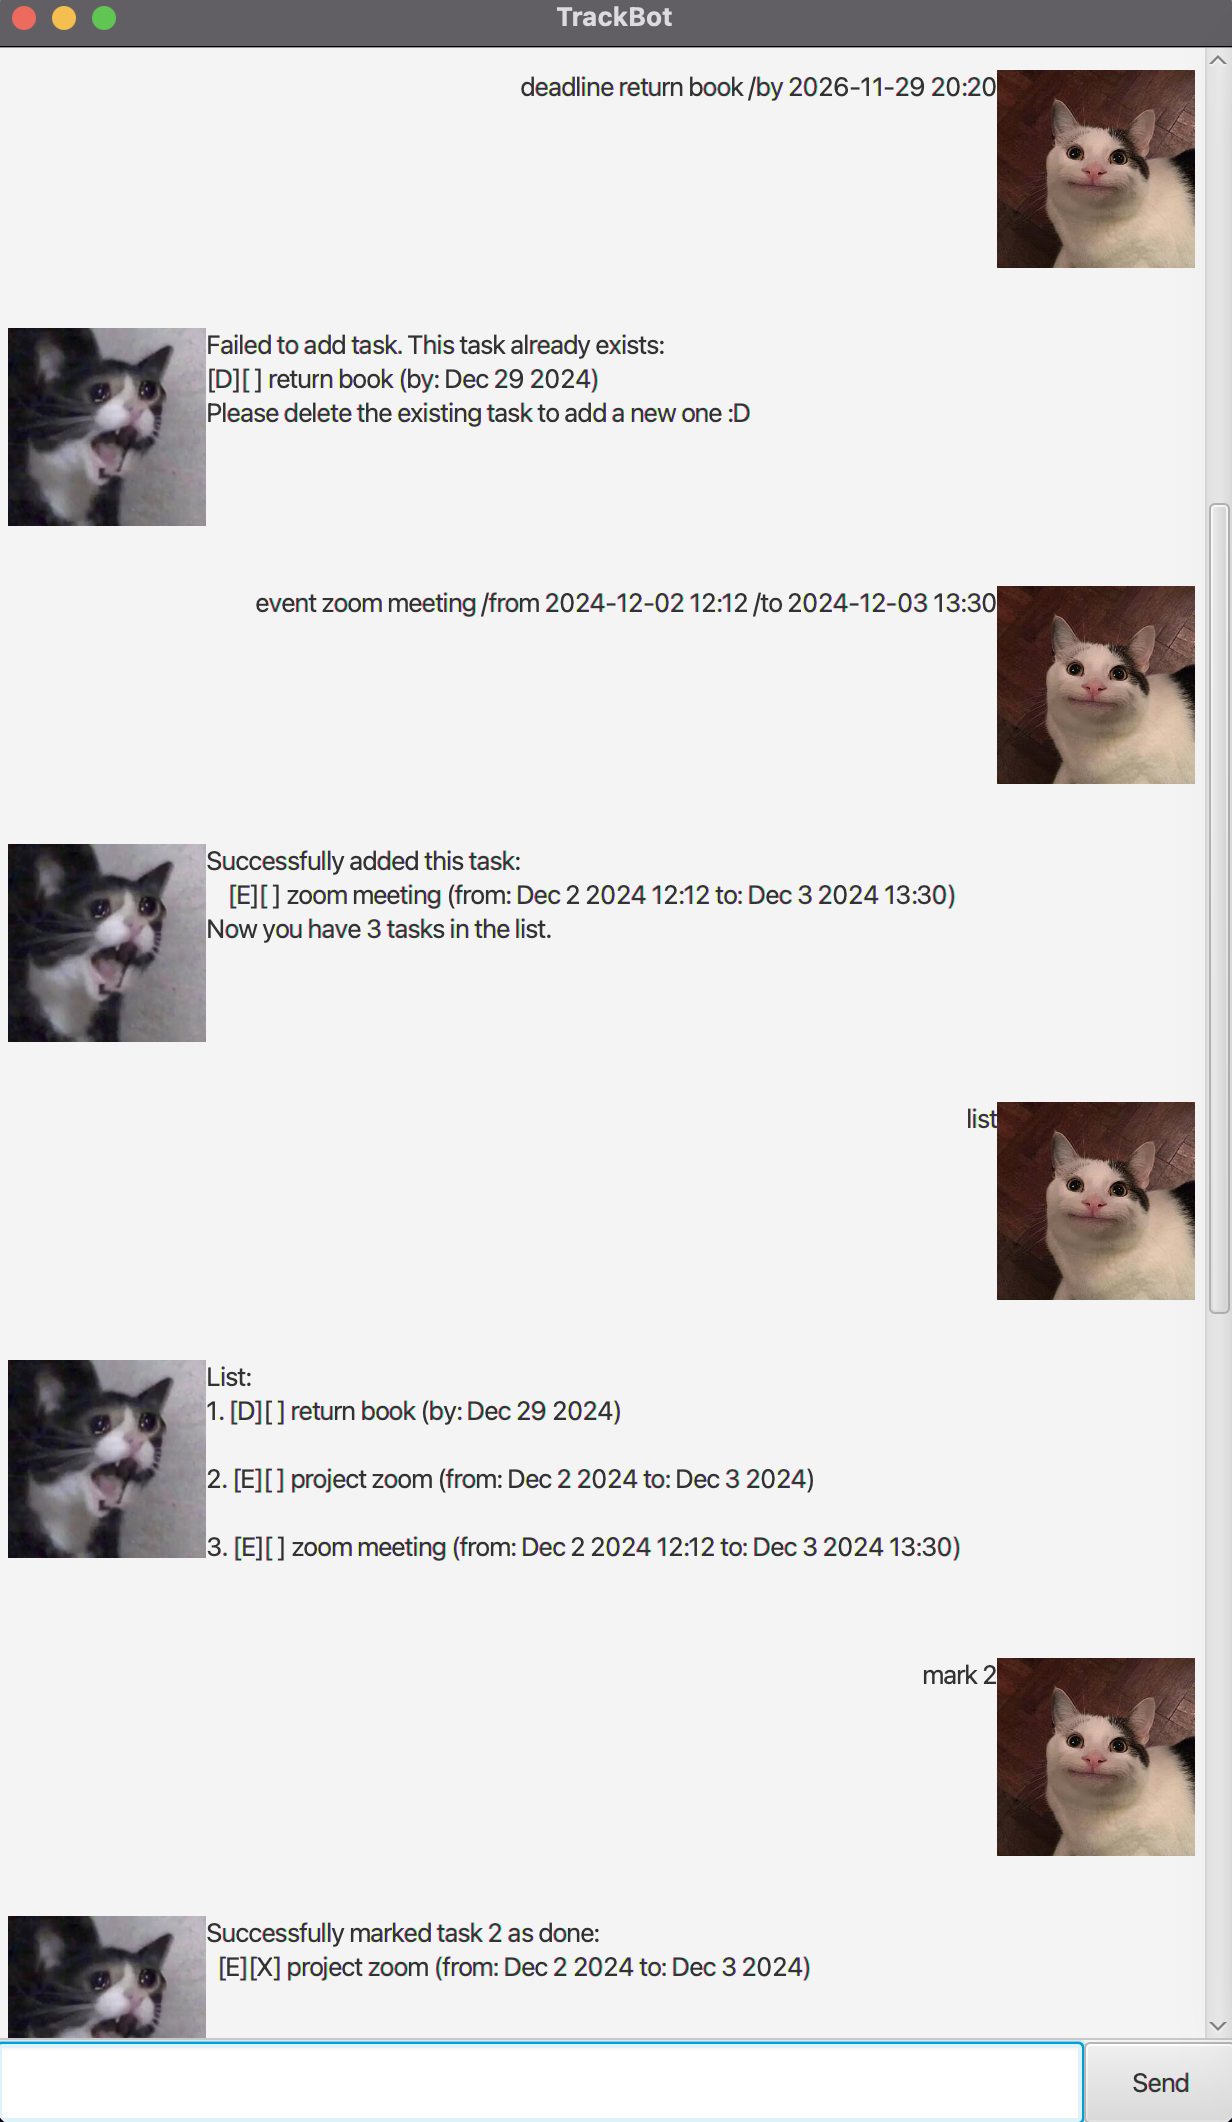 TrackBot
deadline return book /by 2026-11-29 20:20
Failed to add task. This task already exists:
[D][ ] return book (by: Dec 29 2024)
Please delete the existing task to add a new one :D
event zoom meeting /from 2024-12-02 12:12 /to 2024-12-03 13:30
Successfully added this task:
[E][ ] zoom meeting (from: Dec 2 2024 12:12 to: Dec 3 2024 13:30)
Now you have 3 tasks in the list.
list
List:
1. [D][ ] return book (by: Dec 29 2024)
2. [E][ ] project zoom (from: Dec 2 2024 to: Dec 3 2024)
3. [E][ ] zoom meeting (from: Dec 2 2024 12:12 to: Dec 3 2024 13:30)
mark 2
Successfully marked task 2 as done:
[E][X] project zoom (from: Dec 2 2024 to: Dec 3 2024)
Send